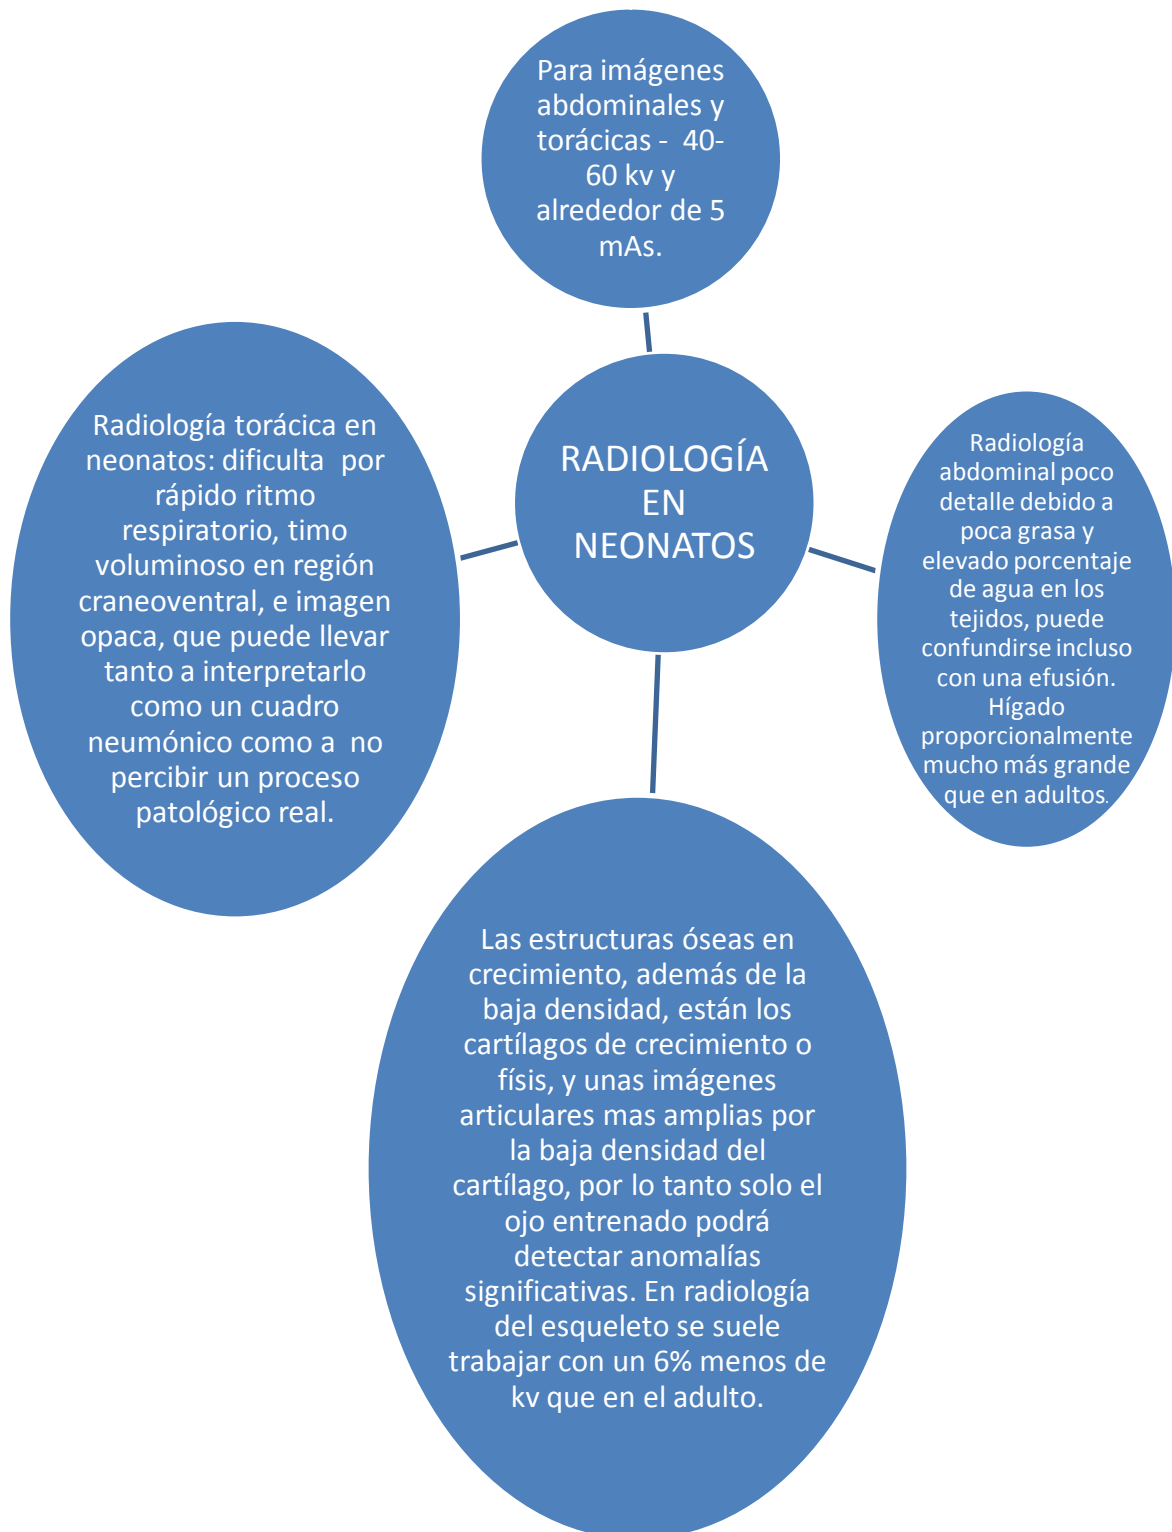 Para imágenes
abdominales y
torácicas -  40-
60 kv y
alrededor de 5
mAs.
RADIOLOGÍA
EN
NEONATOS
Radiología torácica en
neonatos: dificulta  por
rápido ritmo
respiratorio, timo
voluminoso en región
craneoventral, e imagen
opaca, que puede llevar
tanto a interpretarlo
como un cuadro
neumónico como a  no
percibir un proceso
patológico real.
Radiología
abdominal poco
detalle debido a
poca grasa y
elevado porcentaje
de agua en los
tejidos, puede
confundirse incluso
con una efusión.
Hígado
proporcionalmente
mucho más grande
que en adultos.
Las estructuras óseas en
crecimiento, además de la
baja densidad, están los
cartílagos de crecimiento o
físis, y unas imágenes
articulares mas amplias por
la baja densidad del
cartílago, por lo tanto solo el
ojo entrenado podrá
detectar anomalías
significativas. En radiología
del esqueleto se suele
trabajar con un 6% menos de
kv que en el adulto.